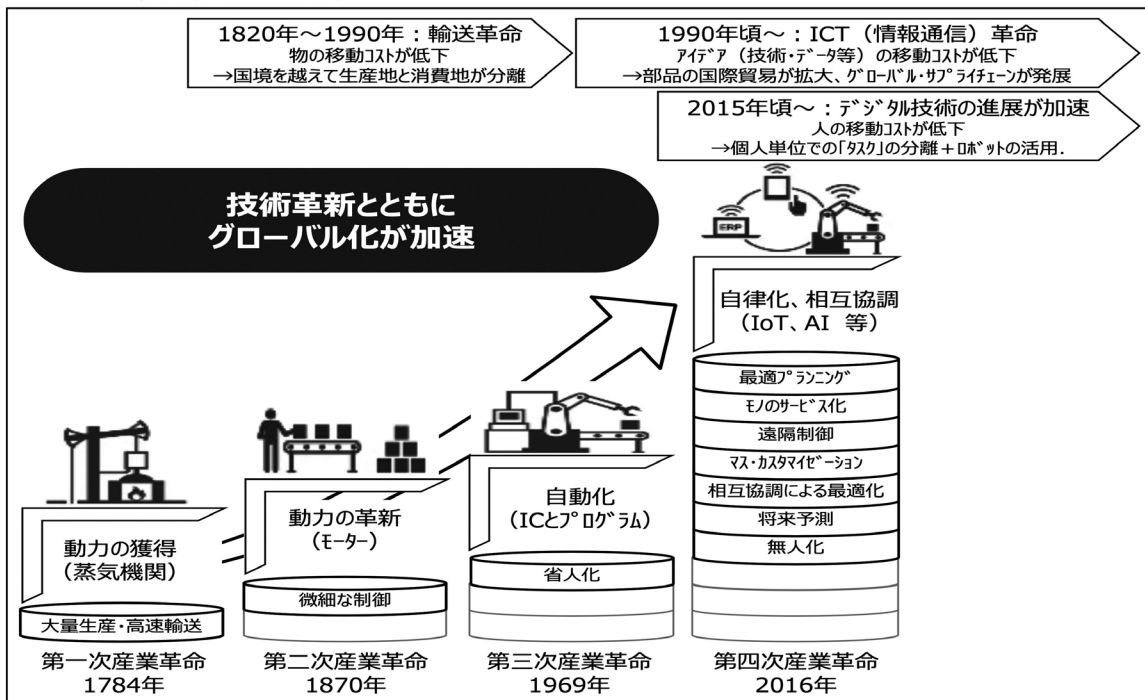 1820年～1990年：輸送革命
物の移動コストが低下
→国境を越えて生産地と消費地が分離
1990年頃～：ICT（情報通信）革命
アイデア（技術・データ等）の移動コストが低下
→部品の国際貿易が拡大、グローバル・サプライチェーンが発展
2015年頃～：デジタル技術の進展が加速
人の移動コストが低下
→個人単位での「タスク」の分離＋ロボットの活用.
技術革新とともに
グローバル化が加速
ERP
自律化、相互協調
（IoT、AI 等）
最適プランニング
モノのサービス化
遠隔制御
マス・カスタマイゼーション
相互協調による最適化
将来予測
無人化
自動化
（ICとプログラム）
省人化
動力の革新
（モーター）
微細な制御
動力の獲得
（蒸気機関）
大量生産・高速輸送
第一次産業革命
1784年
第二次産業革命
1870年
第三次産業革命
1969年
第四次産業革命
2016年